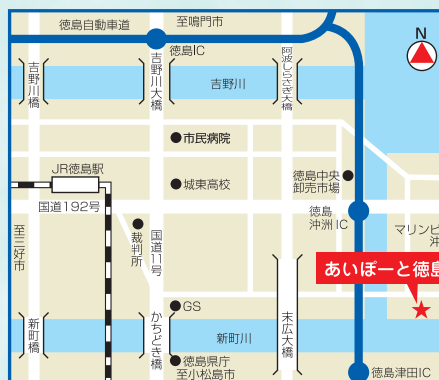 徳島自動車道
至鳴門市
N
徳島IC
吉野川橋
吉野川大橋
吉野川
阿波しらさぎ大橋
市民病院
JR徳島駅
城東高校
徳島中央
卸売市場
国道192号
徳島
沖洲IC
至三好市
裁判所
国道11号
マリンピ
沖
あいぽーと徳島
GS
新町橋
かちどき橋
新町川
末広大橋
徳島県庁
至小松島市
徳島津田IC